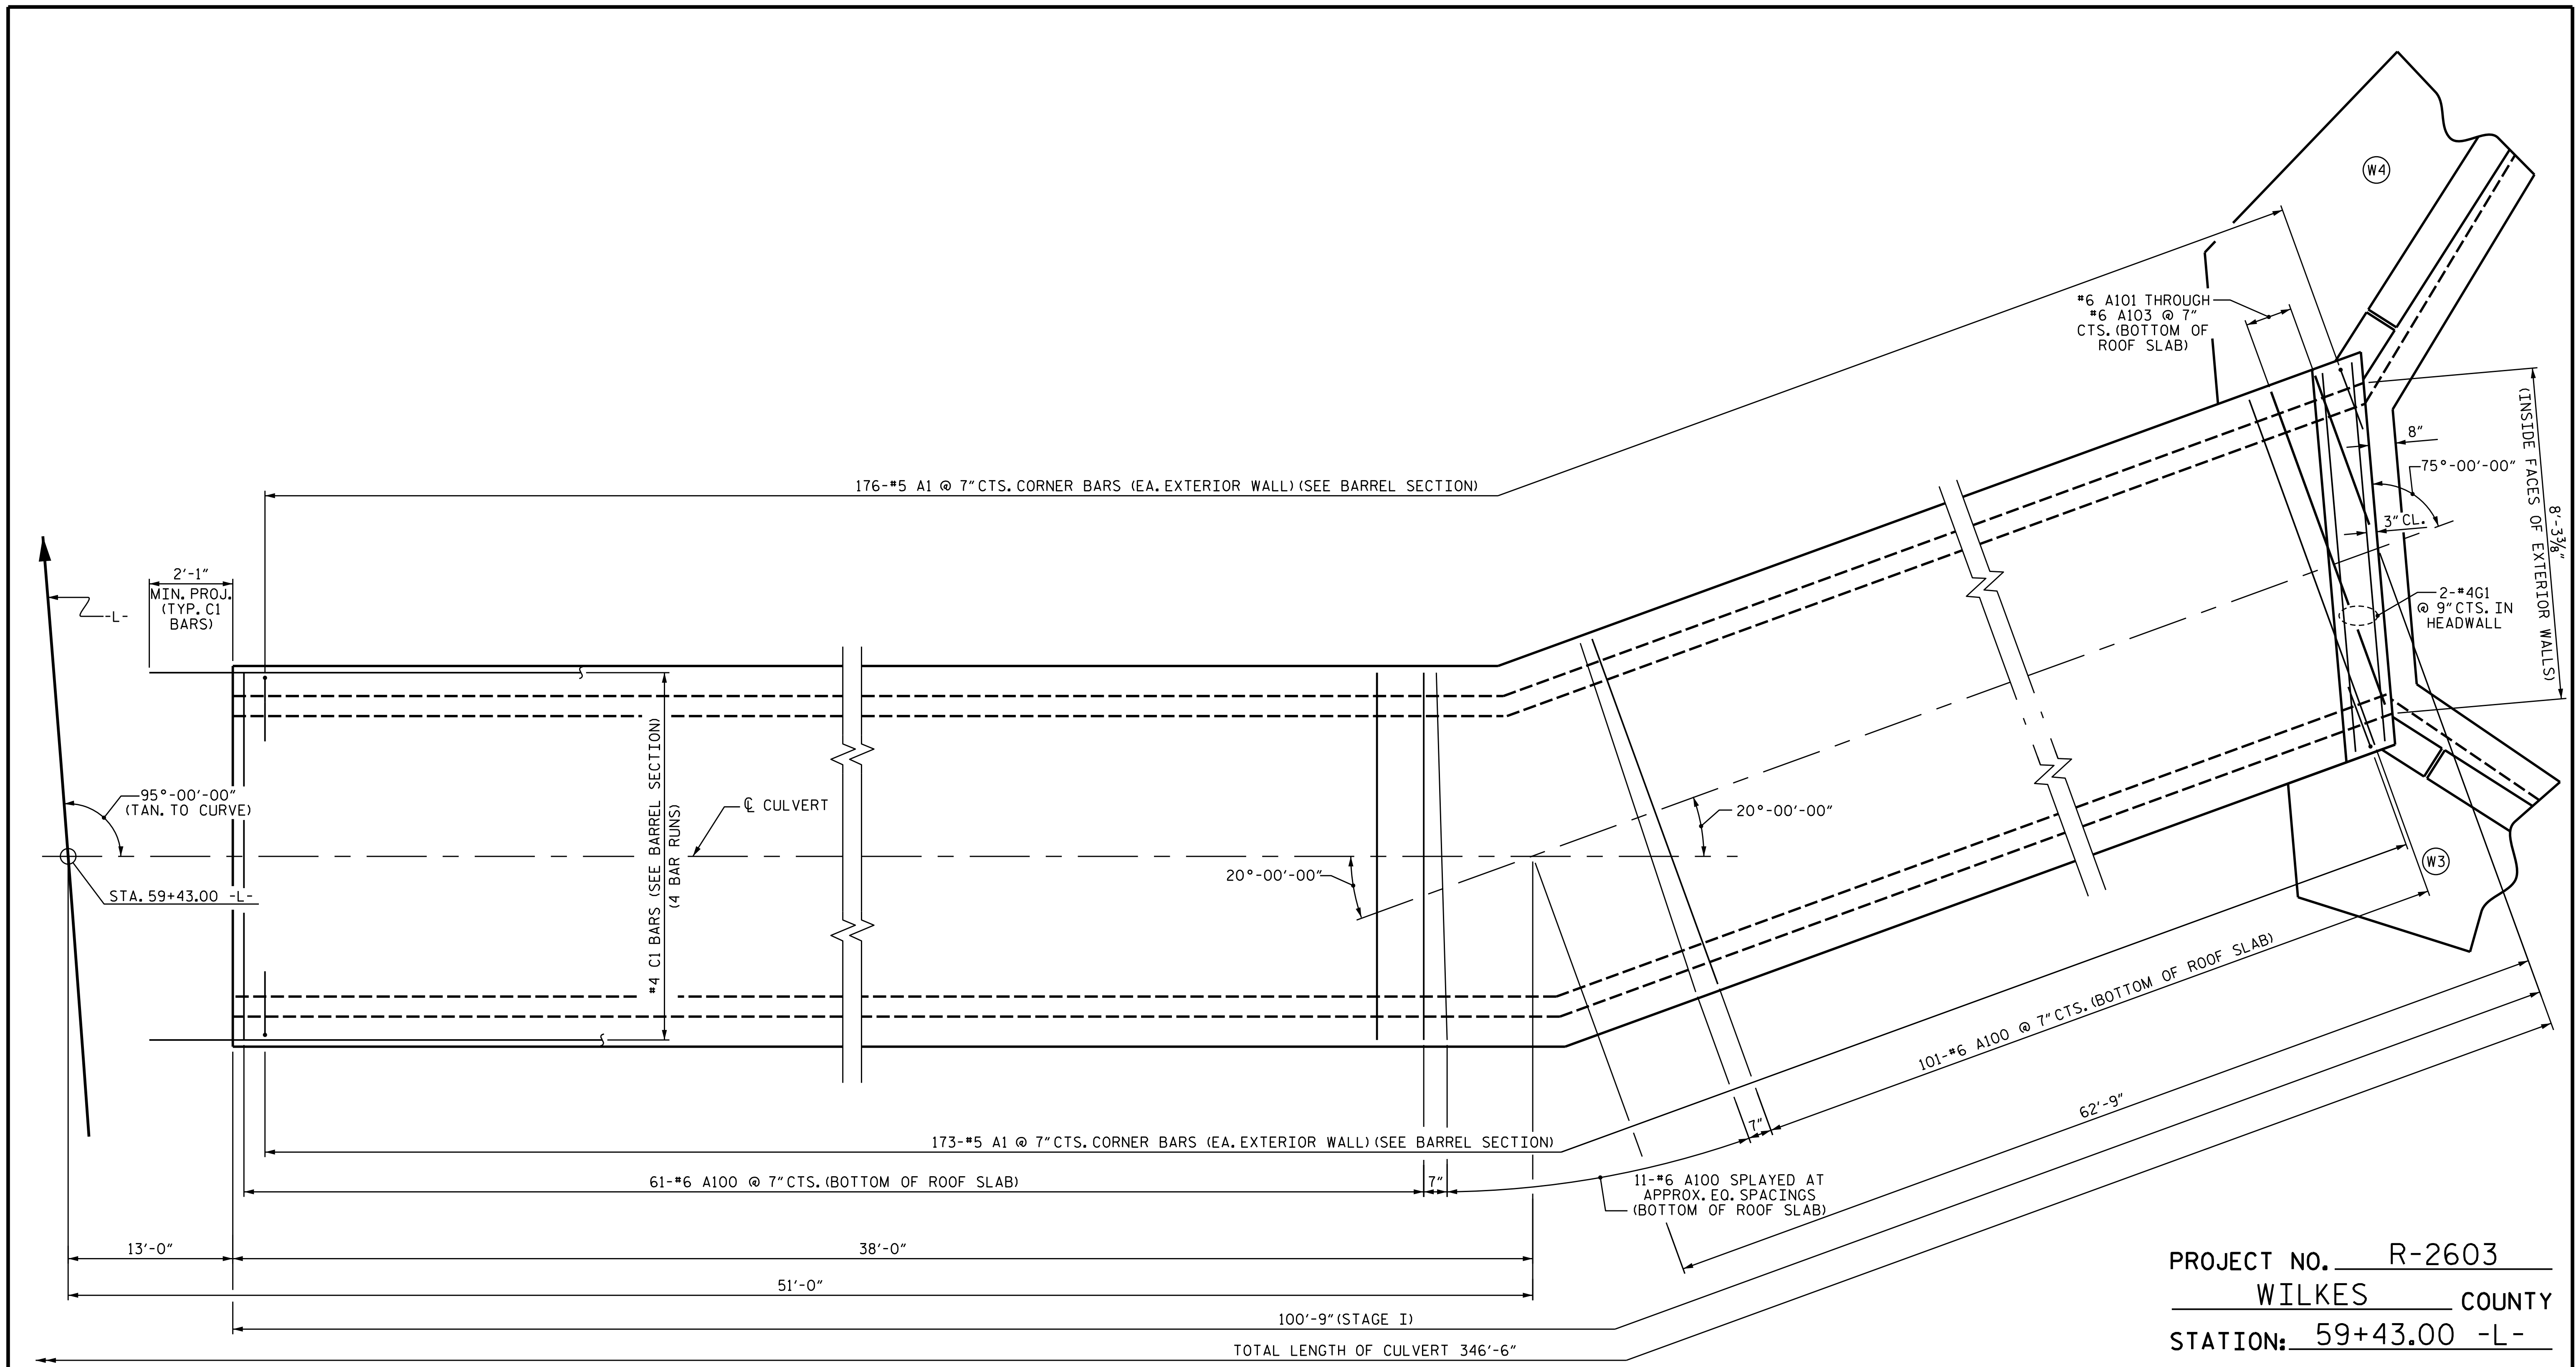 W4
#6 A101 THROUGH
#6 A103 @ 7"
CTS. (BOTTOM OF
ROOF SLAB)
8"
75°-00'-00"
3" CL.
8'-3⅜"
(INSIDE FACES OF EXTERIOR WALLS)
2-#4G1
@ 9" CTS. IN
HEADWALL
176-#5 A1 @ 7" CTS. CORNER BARS (EA. EXTERIOR WALL) (SEE BARREL SECTION)
2'-1"
MIN. PROJ.
(TYP. C1
BARS)
-L-
95°-00'-00"
(TAN. TO CURVE)
STA. 59+43.00 -L-
#4 C1 BARS (SEE BARREL SECTION)
(4 BAR RUNS)
℄ CULVERT
20°-00'-00"
20°-00'-00"
W3
101-#6 A100 @ 7" CTS. (BOTTOM OF ROOF SLAB)
62'-9"
7"
173-#5 A1 @ 7" CTS. CORNER BARS (EA. EXTERIOR WALL) (SEE BARREL SECTION)
61-#6 A100 @ 7" CTS. (BOTTOM OF ROOF SLAB)
7"
11-#6 A100 SPLAYED AT
APPROX. EQ. SPACINGS
(BOTTOM OF ROOF SLAB)
13'-0"
38'-0"
51'-0"
100'-9" (STAGE I)
TOTAL LENGTH OF CULVERT 346'-6"
PROJECT NO. R-2603
WILKES COUNTY
STATION: 59+43.00 -L-